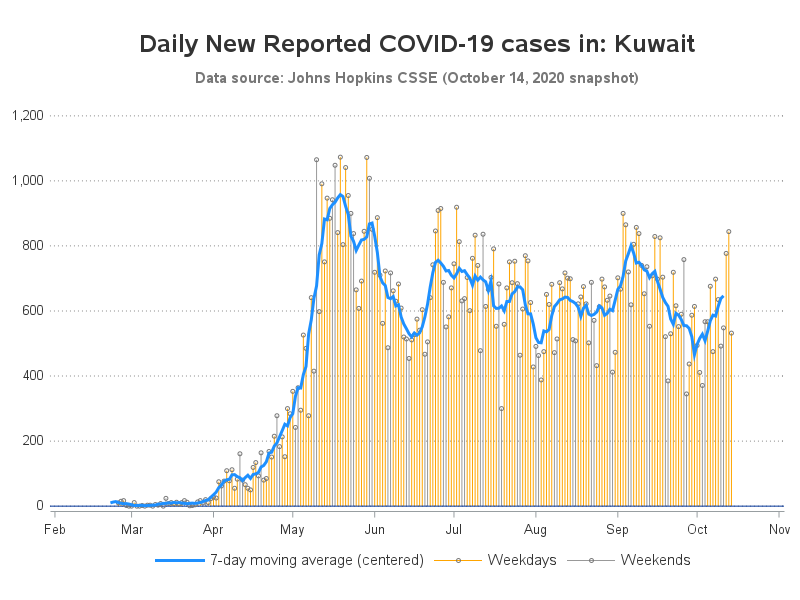 Daily New Reported COVID-19 cases in: Kuwait
Data source: Johns Hopkins CSSE (October 14, 2020 snapshot)
1,200
1,000
800
600
400
200
0
Feb Mar Apr May Jun Jul Aug Sep Oct Nov
7-day moving average (centered) Weekdays Weekends